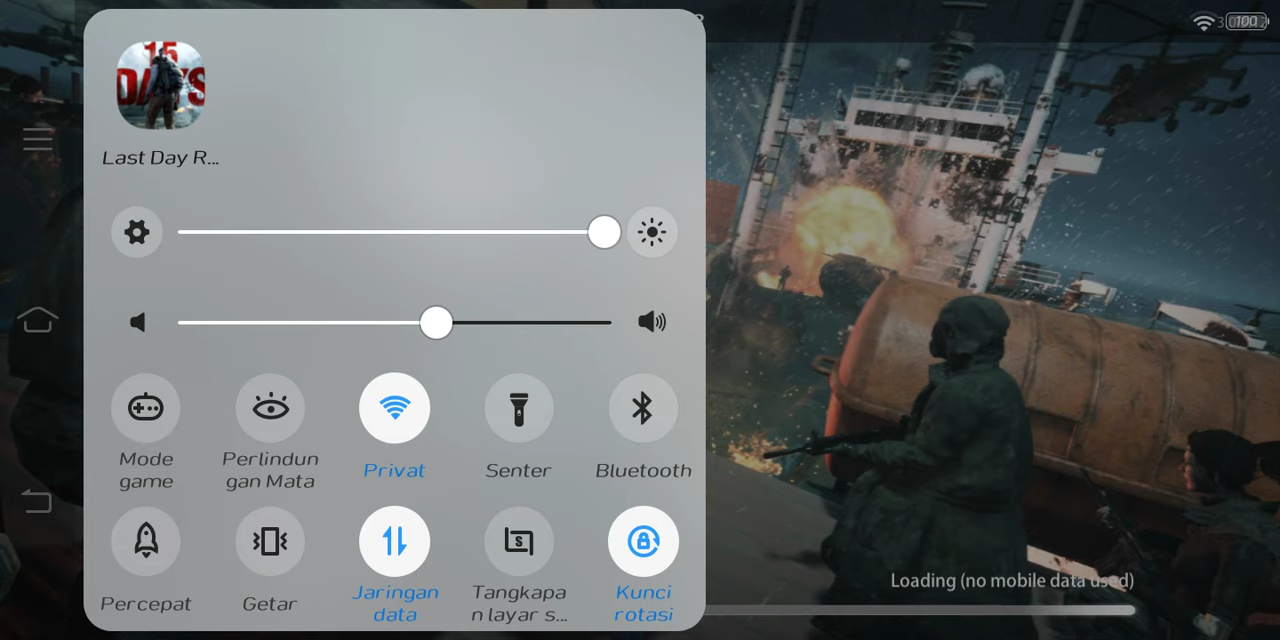 100
15
DAYS
Last Day R...
Mode
game
Perlindun
gan Mata
Privat
Senter
Bluetooth
Percepat
Getar
Jaringan
data
Tangkapa
n layar s...
Kunci
rotasi
Loading (no mobile data used)